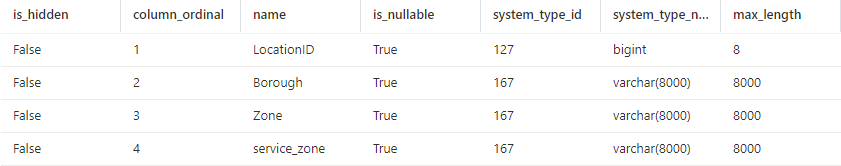 is_hidden column_ordinal name is_nullable system_type_id system_type_n... max_length
False 1 LocationID True 127 bigint 8
False 2 Borough True 167 varchar(8000) 8000
False 3 Zone True 167 varchar(8000) 8000
False 4 service_zone True 167 varchar(8000) 8000